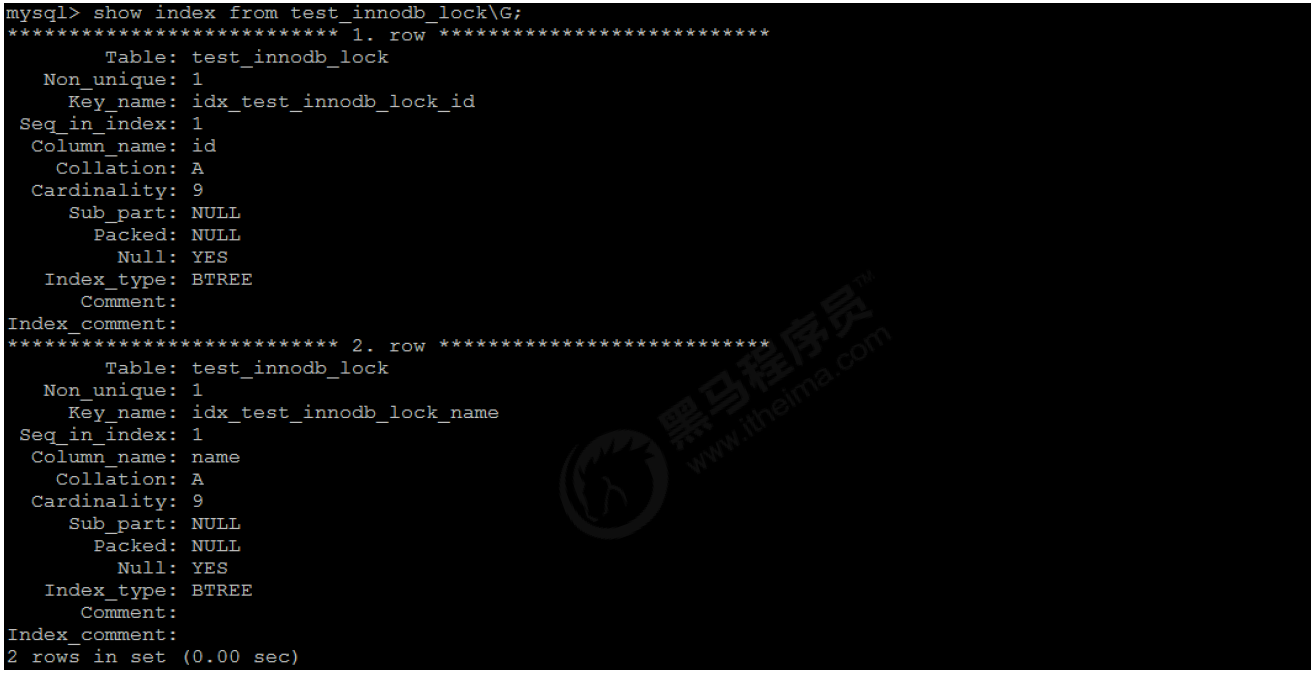 mysql> show index from test_innodb_lock\G;
*************************** 1. row ***************************
Table: test_innodb_lock
Non_unique: 1
Key_name: idx_test_innodb_lock_id
Seq_in_index: 1
Column_name: id
Collation: A
Cardinality: 9
Sub_part: NULL
Packed: NULL
Null: YES
Index_type: BTREE
Comment:
Index_comment:
*************************** 2. row ***************************
Table: test_innodb_lock
Non_unique: 1
Key_name: idx_test_innodb_lock_name
Seq_in_index: 1
Column_name: name
Collation: A
Cardinality: 9
Sub_part: NULL
Packed: NULL
Null: YES
Index_type: BTREE
Comment:
Index_comment:
2 rows in set (0.00 sec)
黑马程序员™
www.itheima.com